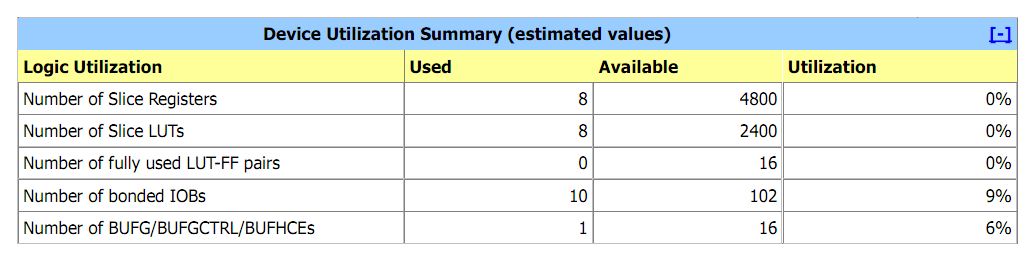 Device Utilization Summary (estimated values) [-]
Logic Utilization Used Available Utilization
Number of Slice Registers 8 4800 0%
Number of Slice LUTs 8 2400 0%
Number of fully used LUT-FF pairs 0 16 0%
Number of bonded IOBs 10 102 9%
Number of BUFG/BUFGCTRL/BUFHCEs 1 16 6%